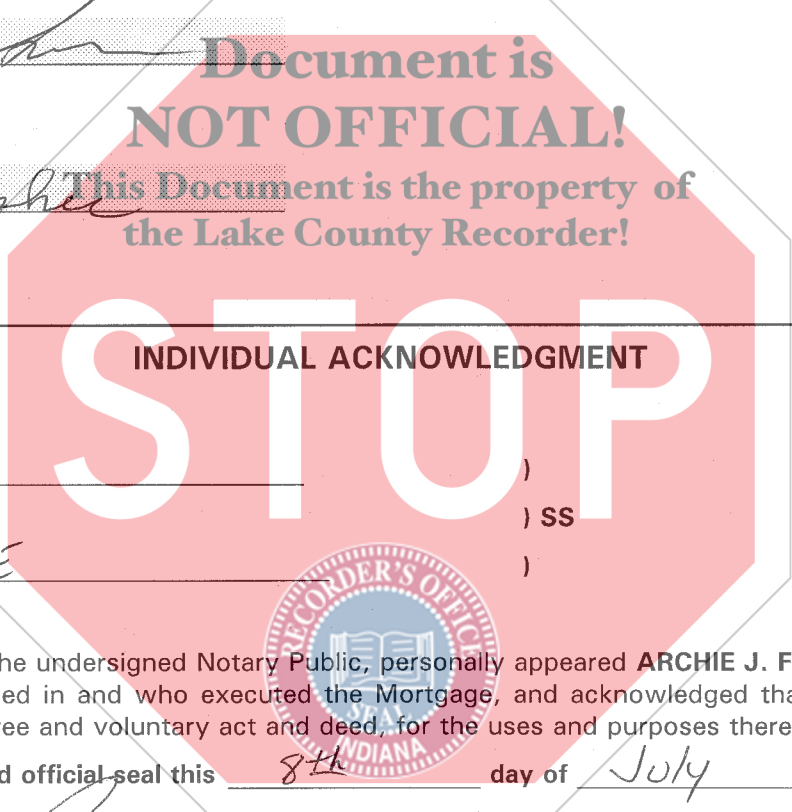 Document is
NOT OFFICIAL!
This Document is the property of
the Lake County Recorder!
INDIVIDUAL ACKNOWLEDGMENT
STOP
)
) SS
)
RECORDER'S OFFICE
SEAL
INDIANA
he undersigned Notary Public, personally appeared ARCHIE J. F
ed in and who executed the Mortgage, and acknowledged tha
ee and voluntary act and deed, for the uses and purposes there
d official seal this 8th day of July